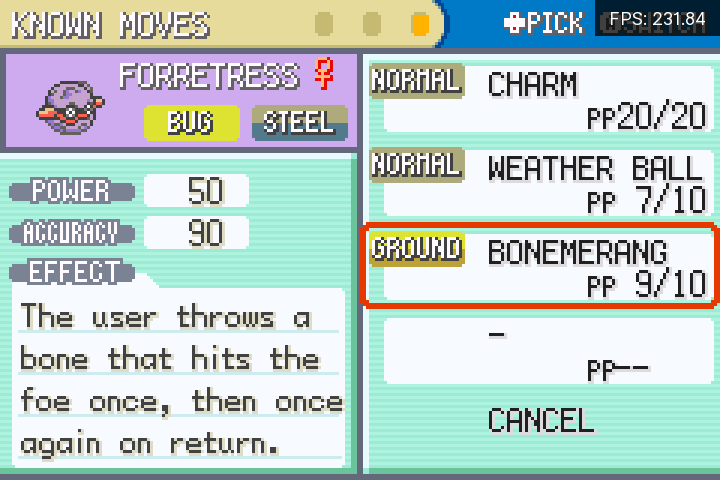 KNOWN MOVES
PICK
FPS: 231.84
FORRETRESS ♀
BUG STEEL
POWER 50
ACCURACY 90
EFFECT
The user throws a
bone that hits the
foe once, then once
again on return.
NORMAL CHARM
PP20/20
NORMAL WEATHER BALL
PP 7/10
GROUND BONEMERANG
PP 9/10
–
PP--
CANCEL